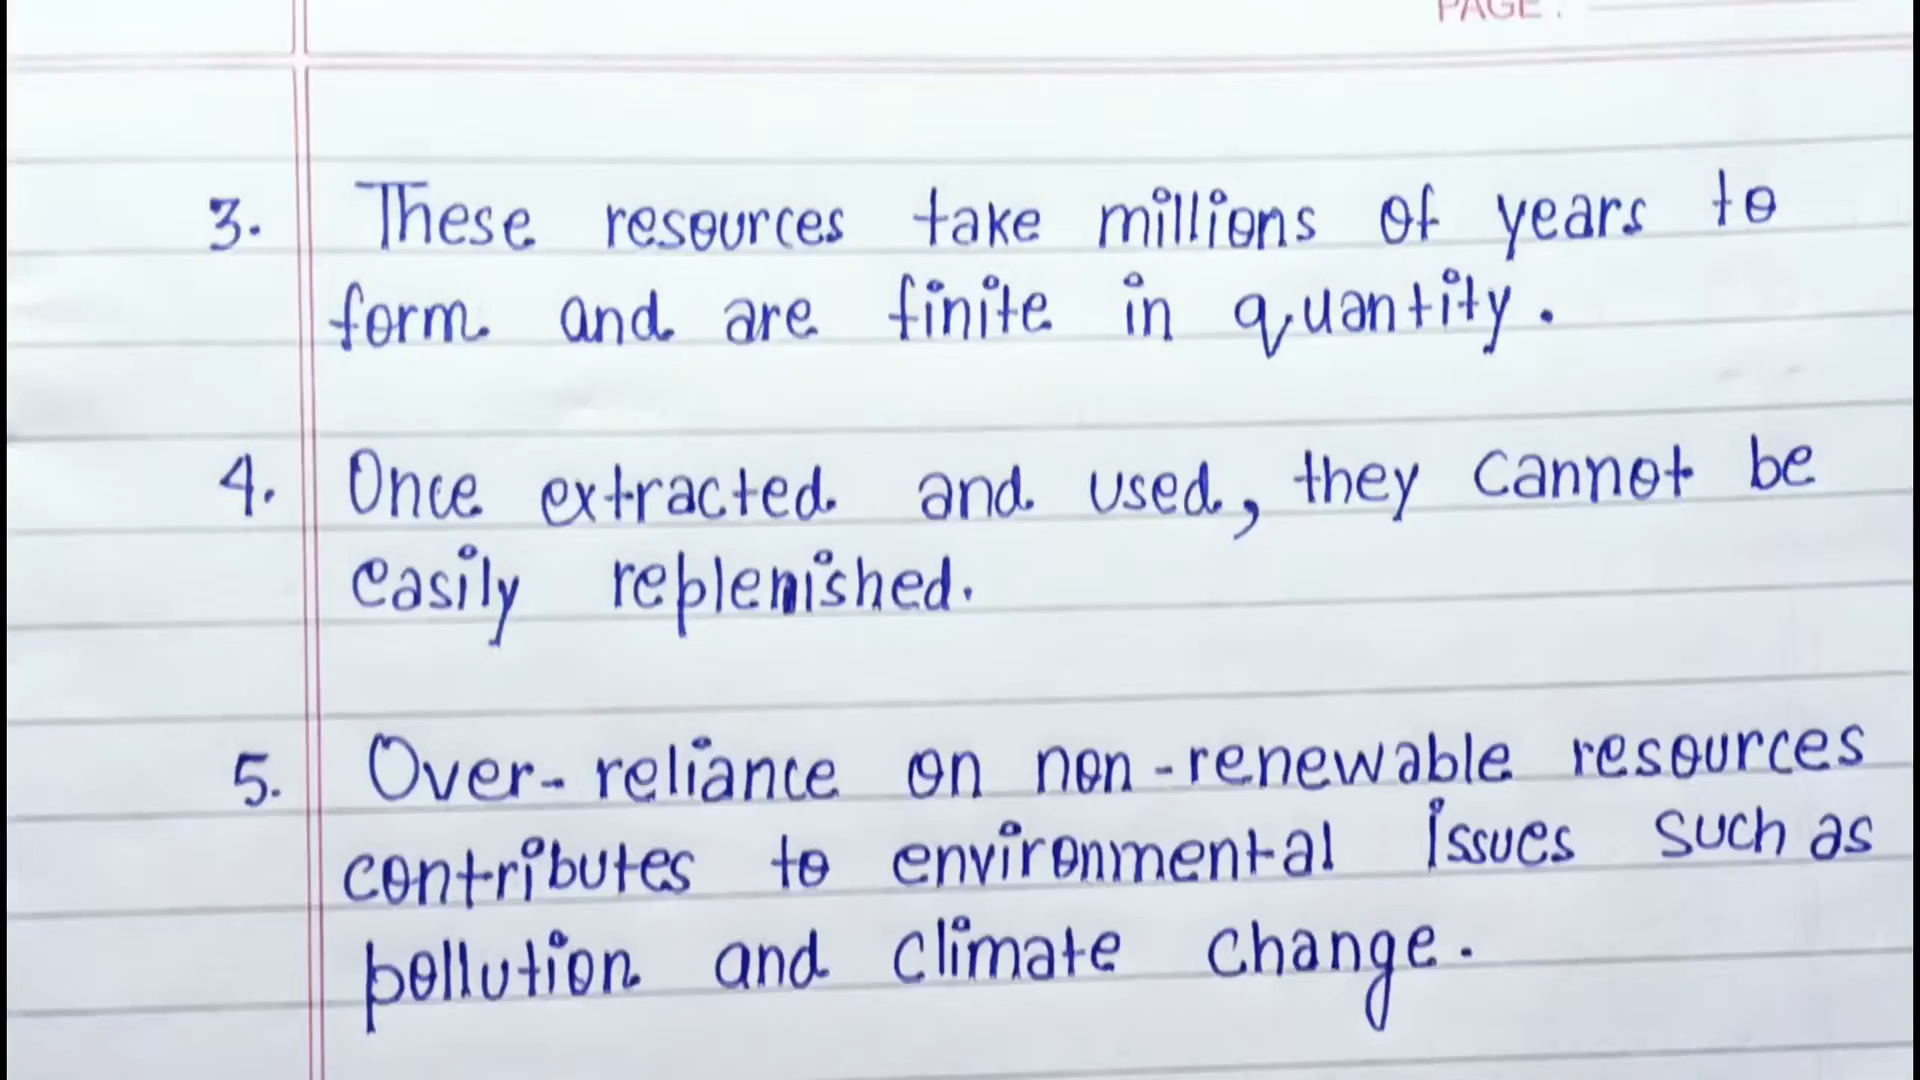 PAGE:
3. These resources take millions of years to
form and are finite in quantity.
4. Once extracted and used, they cannot be
easily replenished.
5. Over-reliance on non-renewable resources
contributes to environmental issues such as
pollution and climate change.